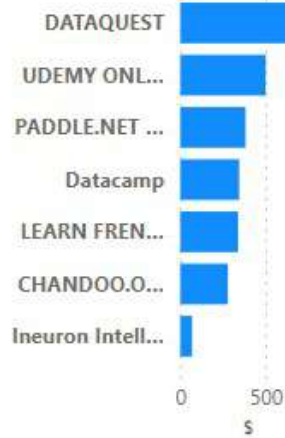 DATAQUEST
UDEMY ONL...
PADDLE.NET ...
Datacamp
LEARN FREN...
CHANDOO.O...
Ineuron Intell...
0 500
$